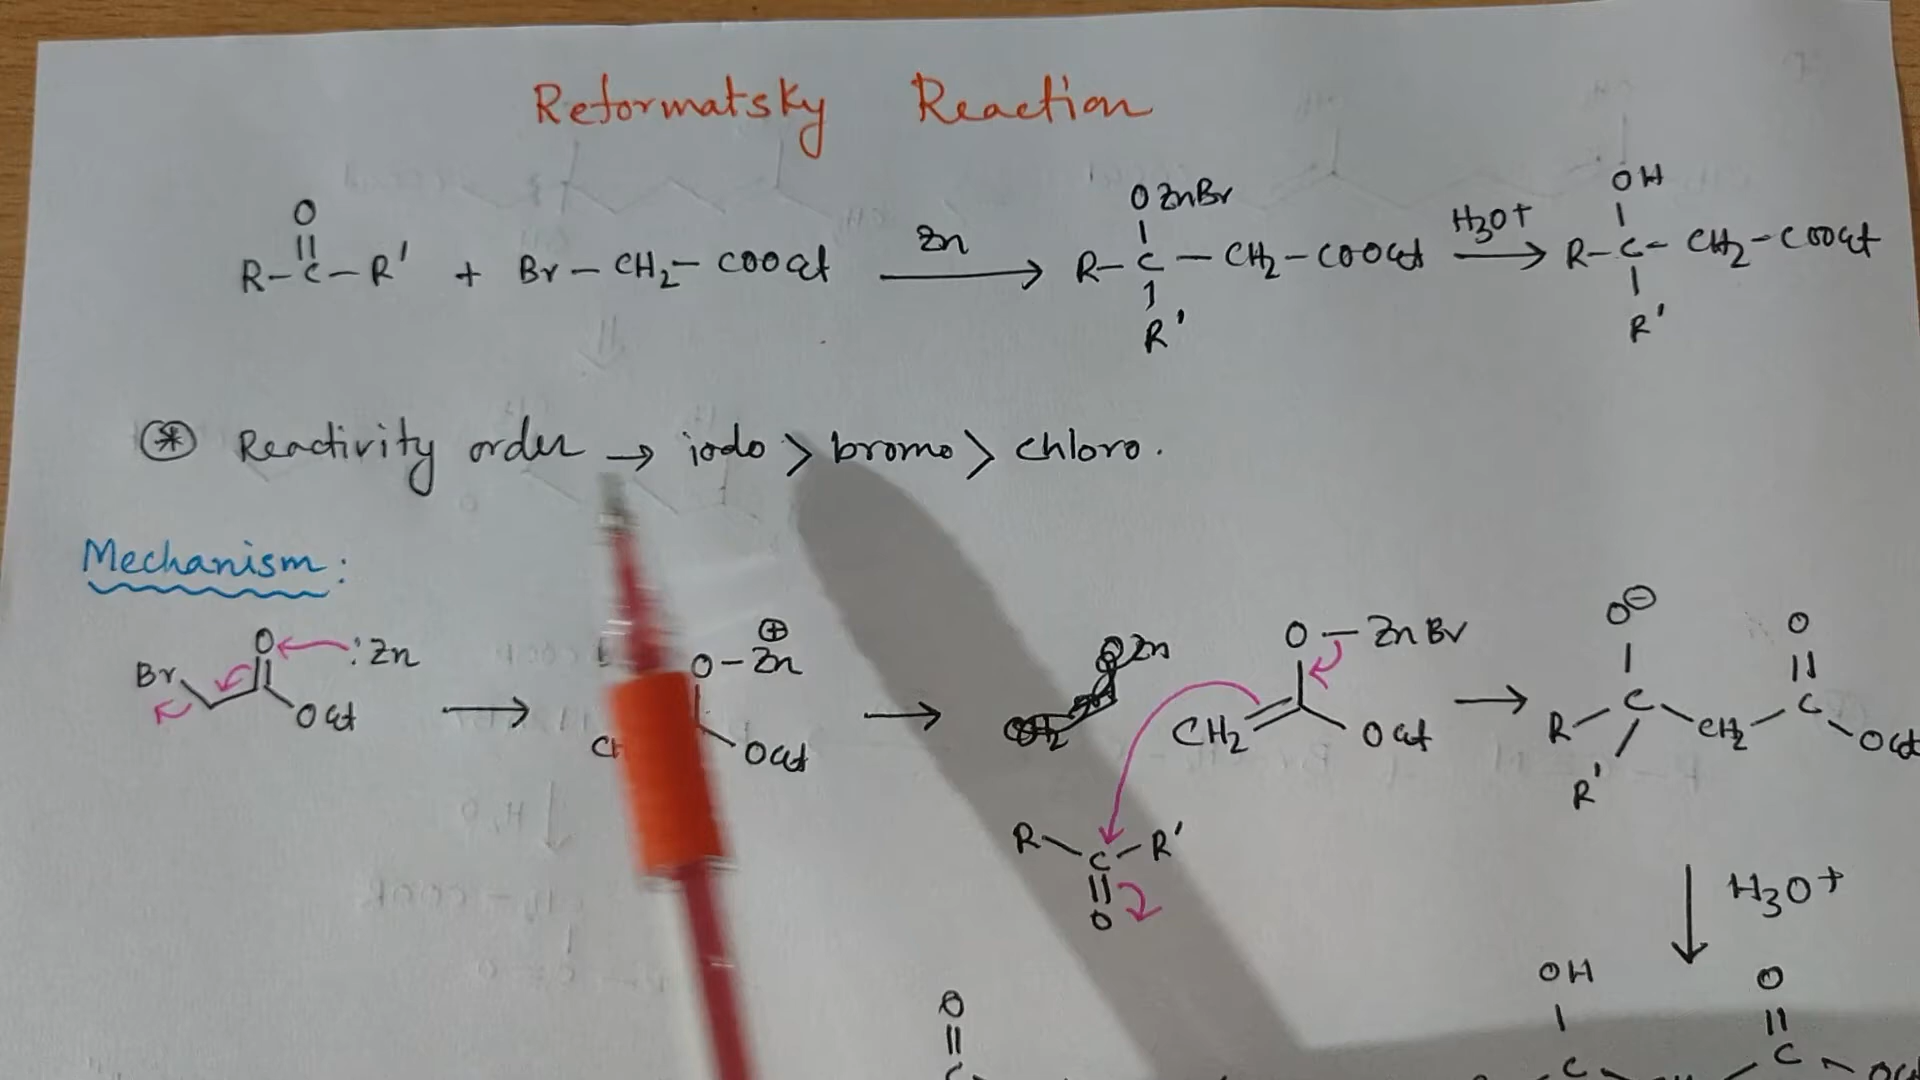 Reformatsky Reaction
O OZnBr OH
R-C-R' + Br-CH2-COOEt Zn → R-C-CH2-COOEt H3O+ → R-C-CH2-COOEt
R' R'
* Reactivity order → iodo > bromo > chloro.
Mechanism:
Br O :Zn OEt → O-Zn ⊕ OEt → OZn CH2 O-ZnBr OEt → O⊖ R-C-CH2-C O OEt
R'
R-C-R' O
H3O+
OH O
O C C
C